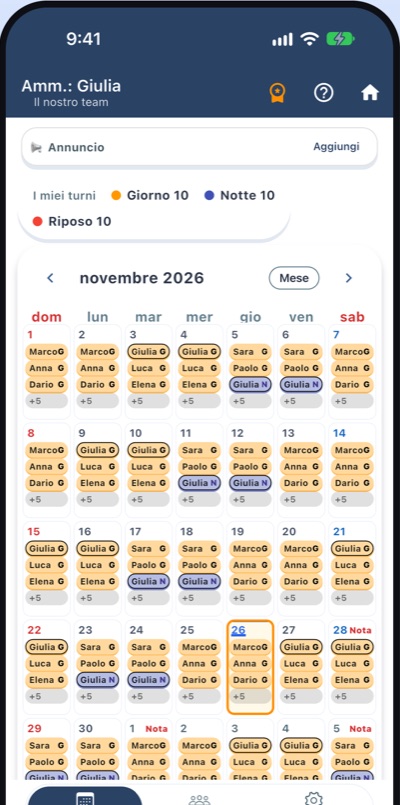 9:41
Amm.: Giulia
Il nostro team
Annuncio Aggiungi
I miei turni Giorno 10 Notte 10
Riposo 10
novembre 2026 Mese
dom lun mar mer gio ven sab
1 2 3 4 5 6 7
MarcoG MarcoG Giulia G Giulia G Sara G Sara G MarcoG
Anna G Anna G Luca G Luca G Paolo G Paolo G Anna G
Dario G Dario G Elena G Elena G Giulia N Giulia N Dario G
+5 +5 +5 +5 +5 +5 +5
8 9 10 11 12 13 14
MarcoG Giulia G Giulia G Sara G Sara G MarcoG MarcoG
Anna G Luca G Luca G Paolo G Paolo G Anna G Anna G
Dario G Elena G Elena G Giulia N Giulia N Dario G Dario G
+5 +5 +5 +5 +5 +5 +5
15 16 17 18 19 20 21
Giulia G Giulia G Sara G Sara G MarcoG MarcoG Giulia G
Luca G Luca G Paolo G Paolo G Anna G Anna G Luca G
Elena G Elena G Giulia N Giulia N Dario G Dario G Elena G
+5 +5 +5 +5 +5 +5 +5
22 23 24 25 26 27 28 Nota
Giulia G Sara G Sara G MarcoG MarcoG Giulia G Giulia G
Luca G Paolo G Paolo G Anna G Anna G Luca G Luca G
Elena G Giulia N Giulia N Dario G Dario G Elena G Elena G
+5 +5 +5 +5 +5 +5 +5
29 30 1 Nota 2 3 4 5 Nota
Sara G Sara G MarcoG MarcoG Giulia G Giulia G Sara G
Paolo G Paolo G Anna G Anna G Luca G Luca G Paolo G
Giulia N Giulia N Dario G Dario G Elena G Elena G Giulia N